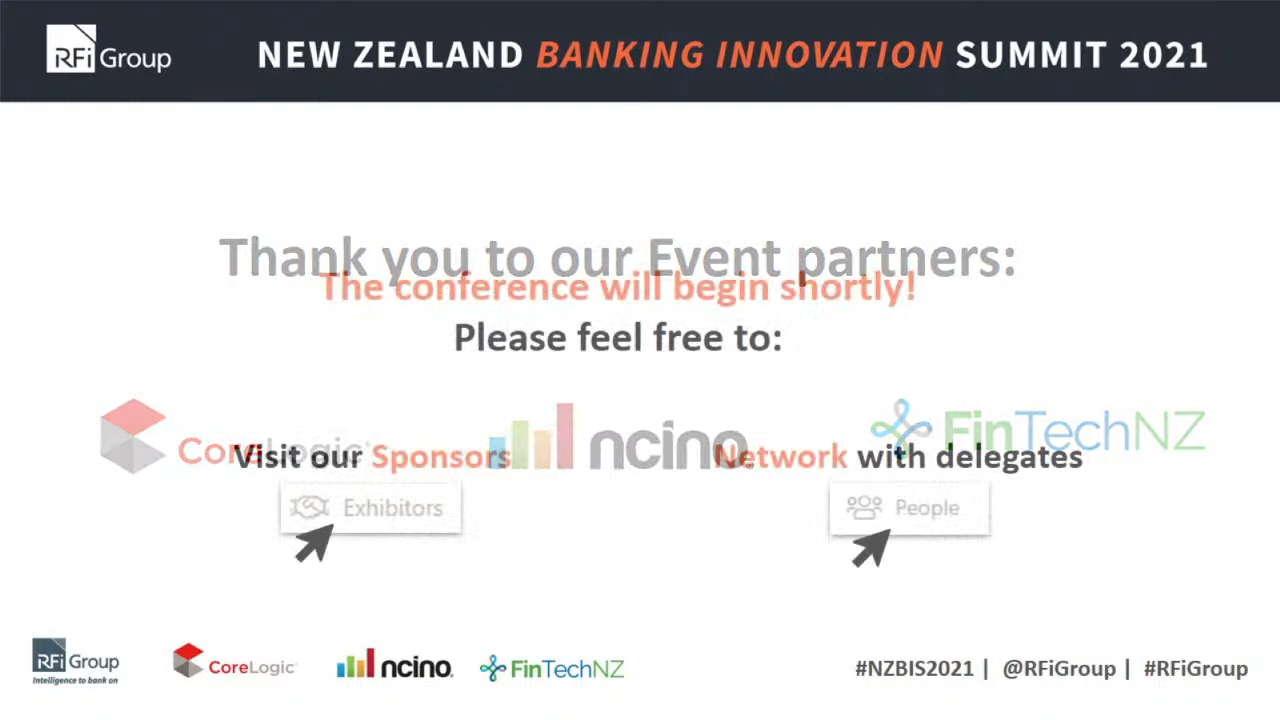 RFi Group
NEW ZEALAND BANKING INNOVATION SUMMIT 2021
Thank you to our Event partners:
The conference will begin shortly!
Please feel free to:
CoreLogic
ncino
FinTechNZ
Visit our Sponsors
Network with delegates
Exhibitors
People
RFi Group
Intelligence to bank on
CoreLogic
ncino
FinTechNZ
#NZBIS2021 | @RFiGroup | #RFiGroup